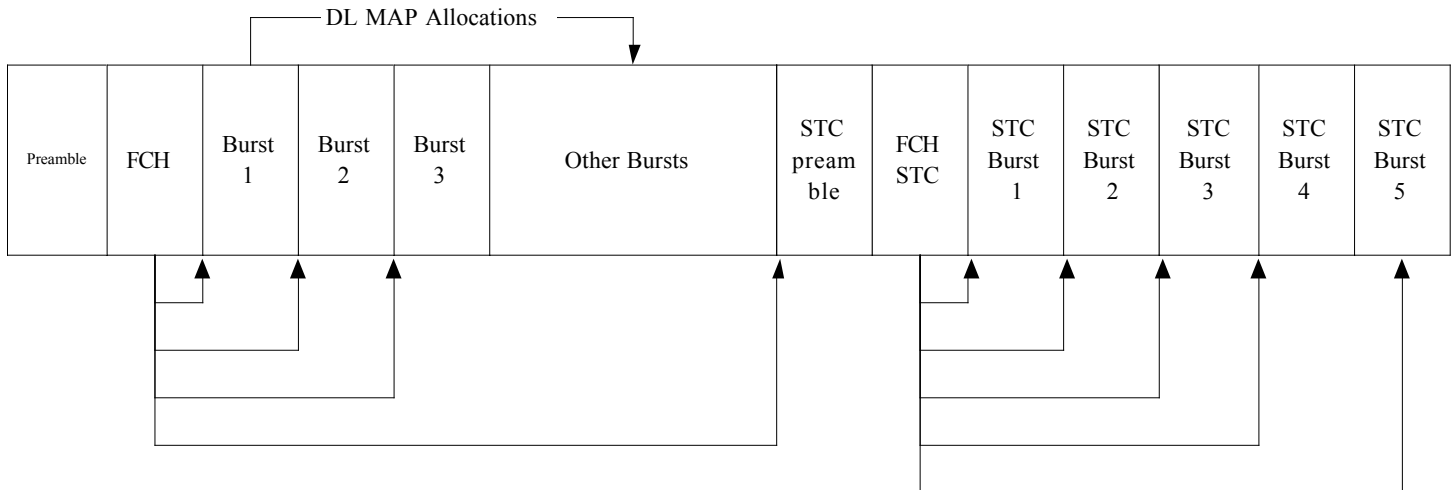 DL MAP Allocations
Preamble
FCH
Burst
1
Burst
2
Burst
3
Other Bursts
STC
pream
ble
FCH
STC
STC
Burst
1
STC
Burst
2
STC
Burst
3
STC
Burst
4
STC
Burst
5